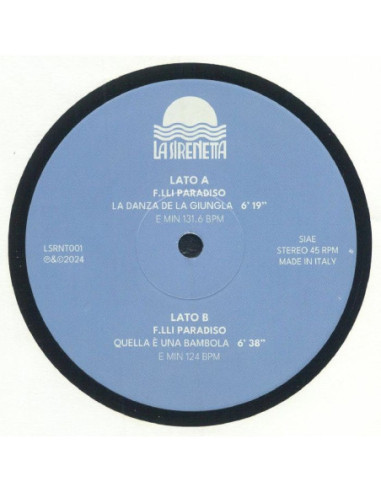 LA SIRENETTA
LATO A
F.LLI PARADISO
LA DANZA DE LA GIUNGLA 6'19"
E MIN 131.6 BPM
LSRNT001
℗&©2024
SIAE
STEREO 45 RPM
MADE IN ITALY
LATO B
F.LLI PARADISO
QUELLA È UNA BAMBOLA 6'38"
E MIN 124 BPM